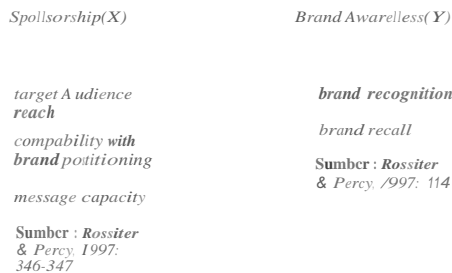 Spollsorship(X)
target A udience
reach
compability with
brand potitioning
message capacity
Sumbcr : Rossiter
& Percy, 1997:
346-347
Brand Awarelless( Y)
brand recognition
brand recall
Sumbcr : Rossiter
& Percy, /997: 114